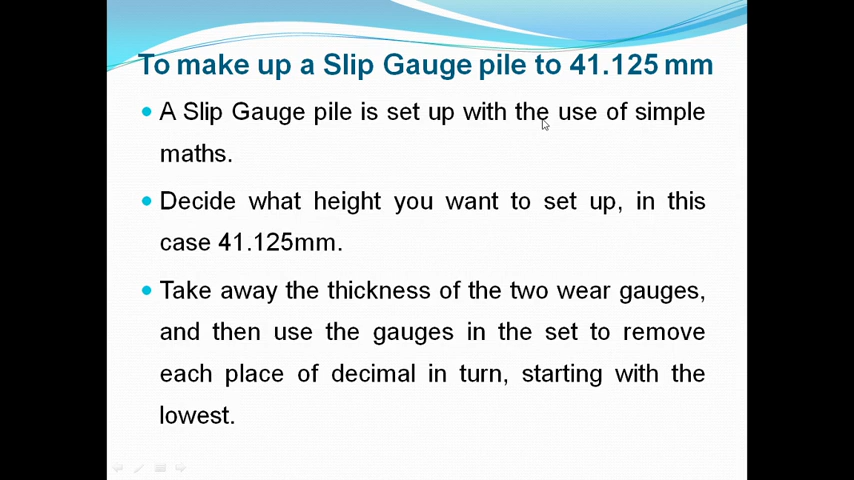 To make up a Slip Gauge pile to 41.125 mm
• A Slip Gauge pile is set up with the use of simple
maths.
• Decide what height you want to set up, in this
case 41.125mm.
• Take away the thickness of the two wear gauges,
and then use the gauges in the set to remove
each place of decimal in turn, starting with the
lowest.